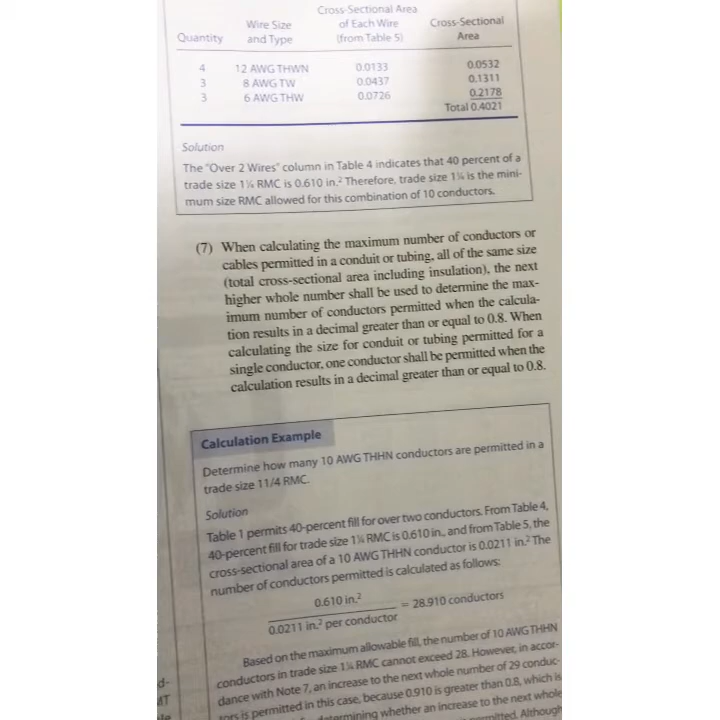 Cross-Sectional Area
Wire Size of Each Wire Cross-Sectional
Quantity and Type (from Table 5) Area
4 12 AWG THWN 0.0133 0.0532
3 8 AWG TW 0.0437 0.1311
3 6 AWG THW 0.0726 0.2178
Total 0.4021
Solution
The "Over 2 Wires" column in Table 4 indicates that 40 percent of a
trade size 1¼ RMC is 0.610 in.² Therefore, trade size 1¼ is the mini-
mum size RMC allowed for this combination of 10 conductors.
(7) When calculating the maximum number of conductors or
cables permitted in a conduit or tubing, all of the same size
(total cross-sectional area including insulation), the next
higher whole number shall be used to determine the max-
imum number of conductors permitted when the calcula-
tion results in a decimal greater than or equal to 0.8. When
calculating the size for conduit or tubing permitted for a
single conductor, one conductor shall be permitted when the
calculation results in a decimal greater than or equal to 0.8.
Calculation Example
Determine how many 10 AWG THHN conductors are permitted in a
trade size 11/4 RMC.
Solution
Table 1 permits 40-percent fill for over two conductors. From Table 4,
40-percent fill for trade size 1¼ RMC is 0.610 in., and from Table 5, the
cross-sectional area of a 10 AWG THHN conductor is 0.0211 in.² The
number of conductors permitted is calculated as follows:
0.610 in.²
= 28.910 conductors
0.0211 in.² per conductor
Based on the maximum allowable fill, the number of 10 AWG THHN
conductors in trade size 1¼ RMC cannot exceed 28. However, in accor-
d-
dance with Note 7, an increase to the next whole number of 29 conduc-
MT
tors is permitted in this case, because 0.910 is greater than 0.8, which is
determining whether an increase to the next whole
permitted. Although